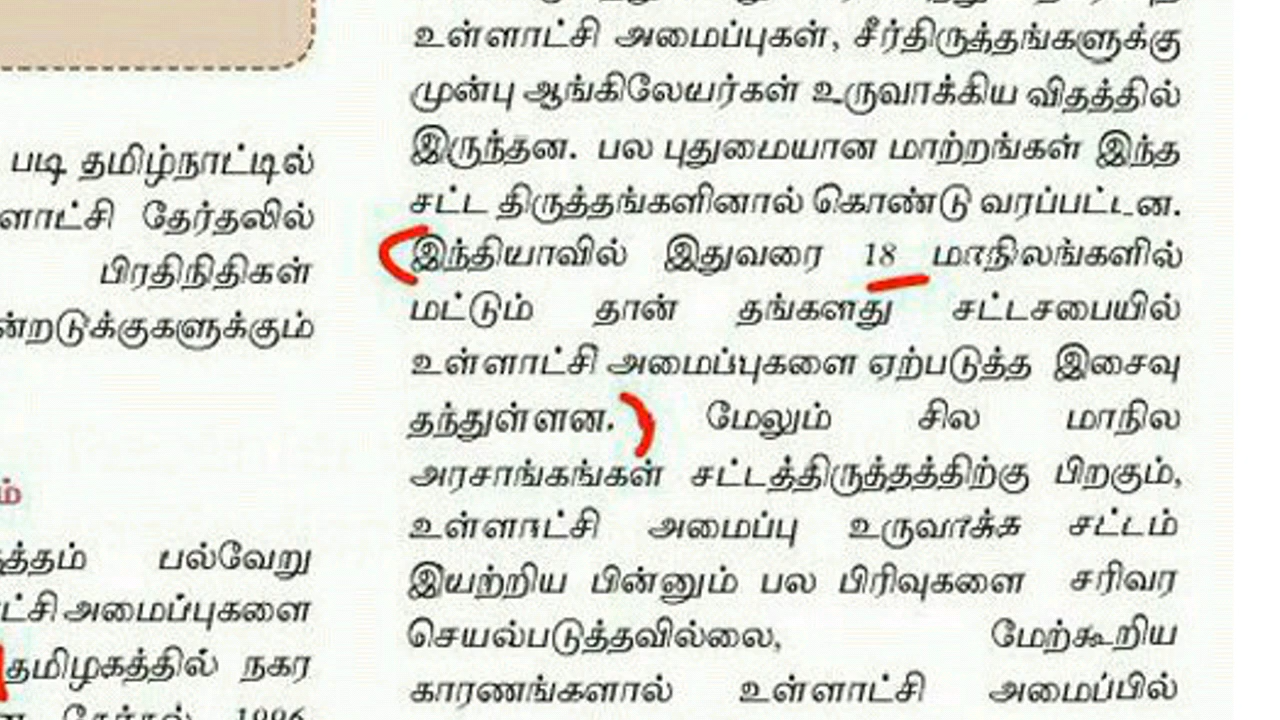 படி தமிழ்நாட்டில்
ளாட்சி தேர்தலில்
பிரதிநிதிகள்
ன்றடுக்குகளுக்கும்
ம்
த்தம் பல்வேறு
ட்சி அமைப்புகளை
தமிழகத்தில் நகர
தேர்தல் 1996
உள்ளாட்சி அமைப்புகள், சீர்திருத்தங்களுக்கு
முன்பு ஆங்கிலேயர்கள் உருவாக்கிய விதத்தில்
இருந்தன. பல புதுமையான மாற்றங்கள் இந்த
சட்ட திருத்தங்களினால் கொண்டு வரப்பட்டன.
இந்தியாவில் இதுவரை 18 மாநிலங்களில்
மட்டும் தான் தங்களது சட்டசபையில்
உள்ளாட்சி அமைப்புகளை ஏற்படுத்த இசைவு
தந்துள்ளன. மேலும் சில மாநில
அரசாங்கங்கள் சட்டத்திருத்தத்திற்கு பிறகும்,
உள்ளாட்சி அமைப்பு உருவாக்க சட்டம்
இயற்றிய பின்னும் பல பிரிவுகளை சரிவர
செயல்படுத்தவில்லை, மேற்கூறிய
காரணங்களால் உள்ளாட்சி அமைப்பில்